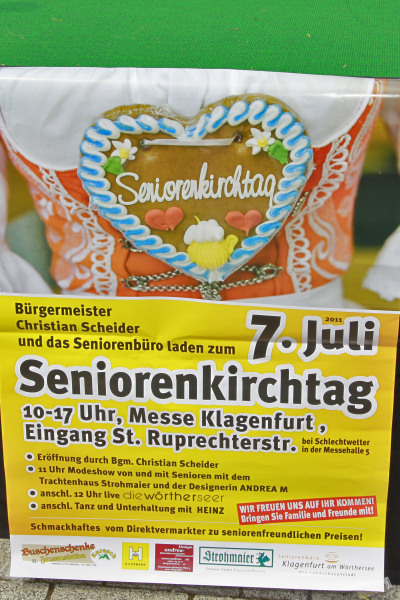 Seniorenkirchtag
Bürgermeister
Christian Scheider
und das Seniorenbüro laden zum
2011
7. Juli
Seniorenkirchtag
10-17 Uhr, Messe Klagenfurt ,
Eingang St. Ruprechterstr.
bei Schlechtwetter
in der Messehalle 5
Eröffnung durch Bgm. Christian Scheider
11 Uhr Modeshow von und mit Senioren mit dem
Trachtenhaus Strohmaier und der Designerin ANDREA M
anschl. 12 Uhr live diewörtherseer
anschl. Tanz und Unterhaltung mit HEINZ
WIR FREUEN UNS AUF IHR KOMMEN!
Bringen Sie Familie und Freunde mit!
Schmackhaftes vom Direktvermarkter zu seniorenfreundlichen Preisen!
Buschenschenke
H
Design
andrea
Strohmaier
Seniorenbüro
Klagenfurt am Wörthersee